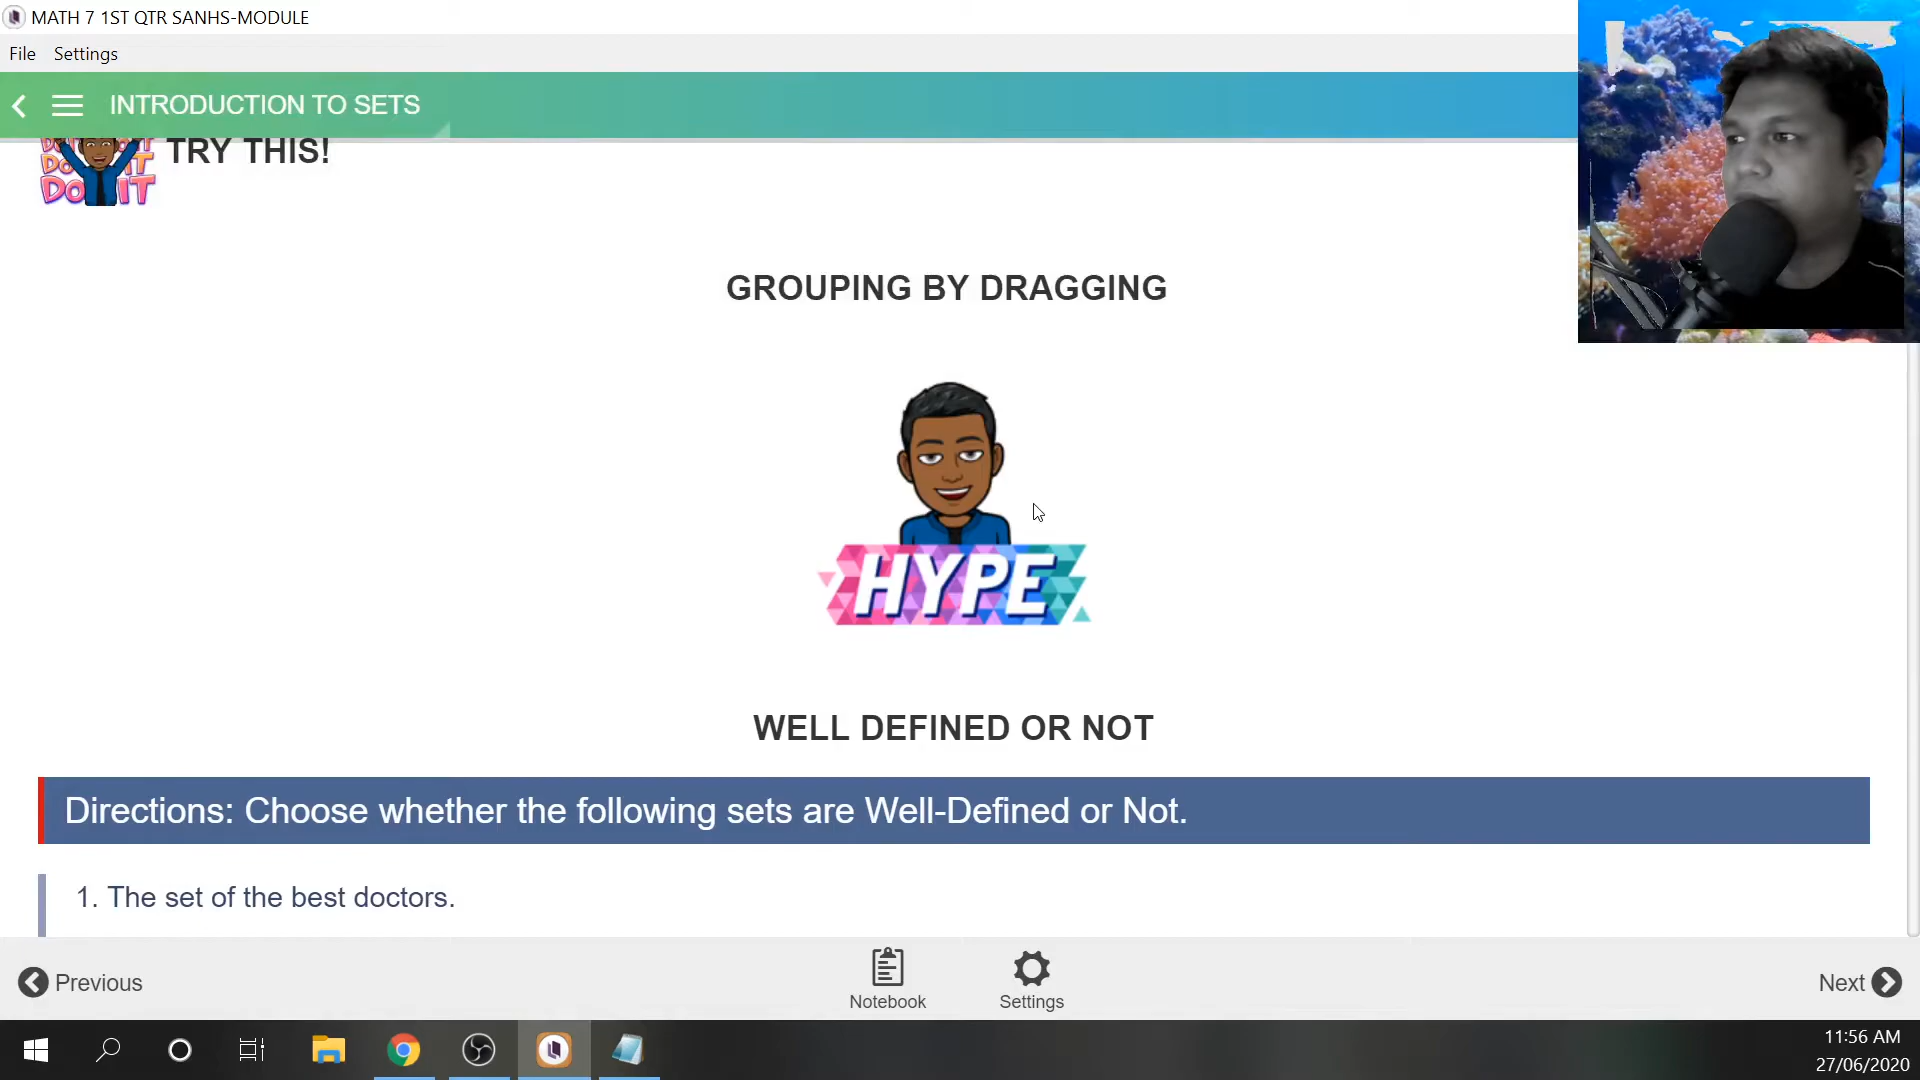 MATH 7 1ST QTR SANHS-MODULE
File Settings
INTRODUCTION TO SETS
DO IT
DO IT
TRY THIS!
GROUPING BY DRAGGING
HYPE
WELL DEFINED OR NOT
Directions: Choose whether the following sets are Well-Defined or Not.
1. The set of the best doctors.
Previous
Notebook
Settings
Next
11:56 AM
27/06/2020